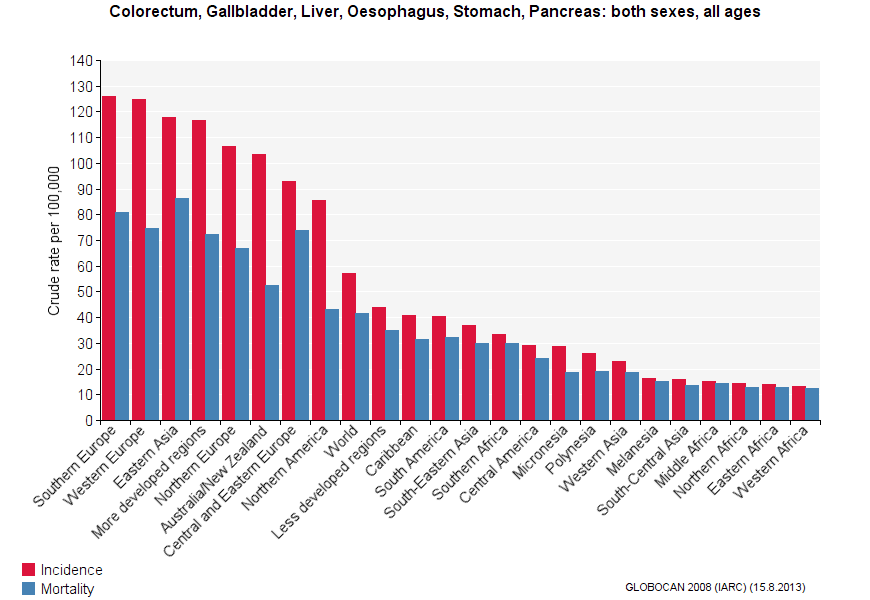 Colorectum, Gallbladder, Liver, Oesophagus, Stomach, Pancreas: both sexes, all ages
Crude rate per 100,000
140
130
120
110
100
90
80
70
60
50
40
30
20
10
0
Southern Europe
Western Europe
Eastern Asia
More developed regions
Northern Europe
Australia/New Zealand
Central and Eastern Europe
Northern America
World
Less developed regions
Caribbean
South America
South-Eastern Asia
Southern Africa
Central America
Micronesia
Polynesia
Western Asia
Melanesia
South-Central Asia
Middle Africa
Northern Africa
Eastern Africa
Western Africa
Incidence
Mortality
GLOBOCAN 2008 (IARC) (15.8.2013)